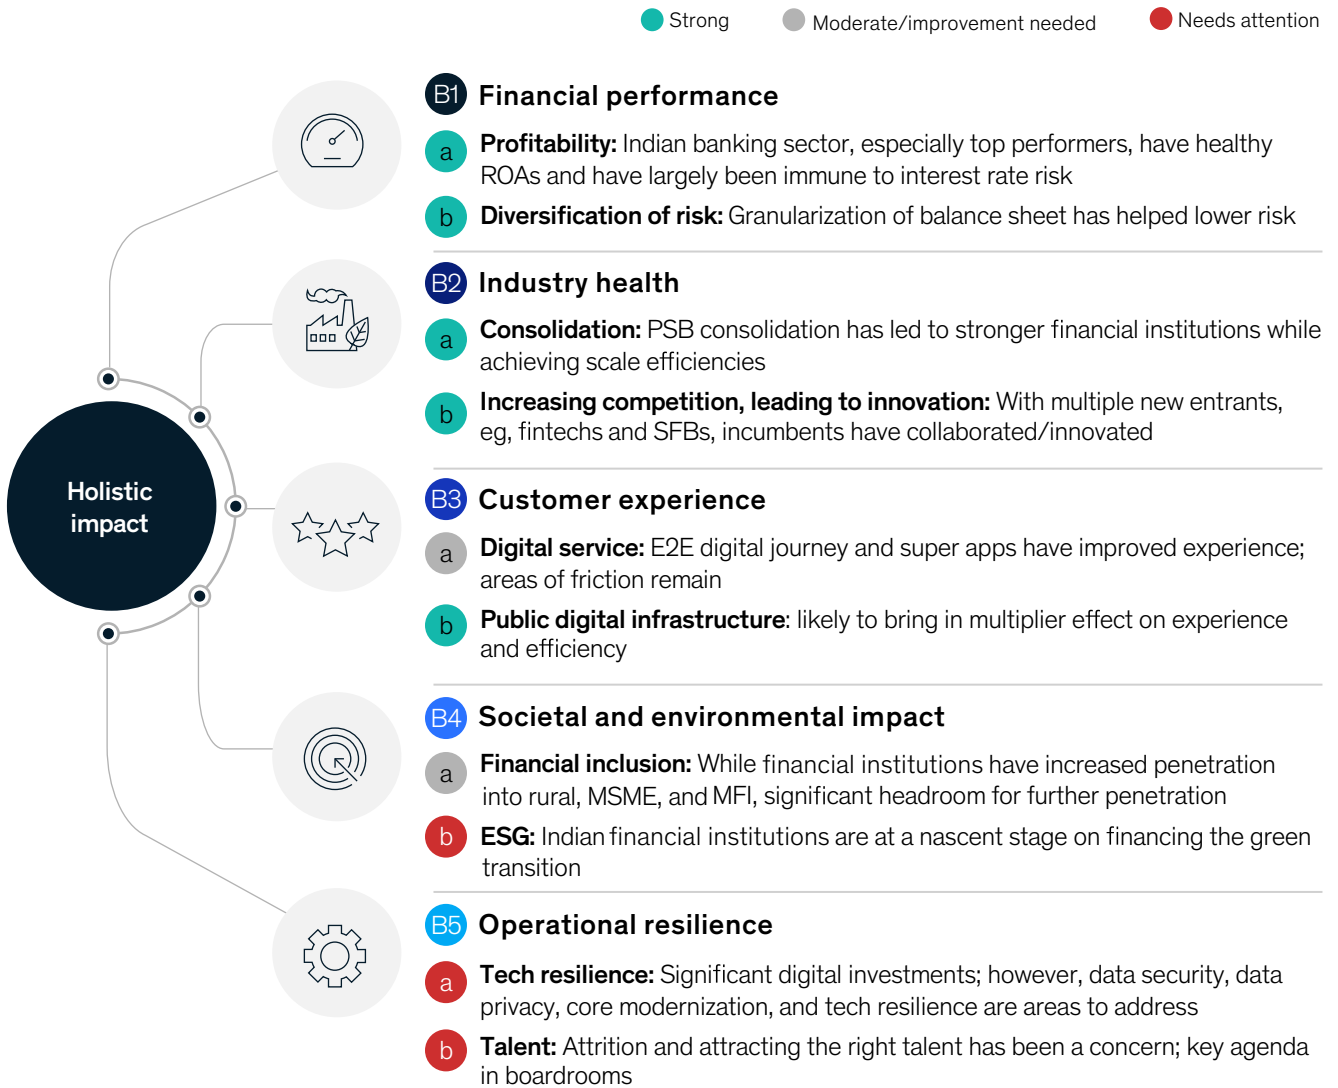 Strong
Moderate/improvement needed
Needs attention
B1 Financial performance
a Profitability: Indian banking sector, especially top performers, have healthy
ROAs and have largely been immune to interest rate risk
b Diversification of risk: Granularization of balance sheet has helped lower risk
B2 Industry health
a Consolidation: PSB consolidation has led to stronger financial institutions while
achieving scale efficiencies
b Increasing competition, leading to innovation: With multiple new entrants,
eg, fintechs and SFBs, incumbents have collaborated/innovated
Holistic
impact
B3 Customer experience
a Digital service: E2E digital journey and super apps have improved experience;
areas of friction remain
b Public digital infrastructure: likely to bring in multiplier effect on experience
and efficiency
B4 Societal and environmental impact
a Financial inclusion: While financial institutions have increased penetration
into rural, MSME, and MFI, significant headroom for further penetration
b ESG: Indian financial institutions are at a nascent stage on financing the green
transition
B5 Operational resilience
a Tech resilience: Significant digital investments; however, data security, data
privacy, core modernization, and tech resilience are areas to address
b Talent: Attrition and attracting the right talent has been a concern; key agenda
in boardrooms